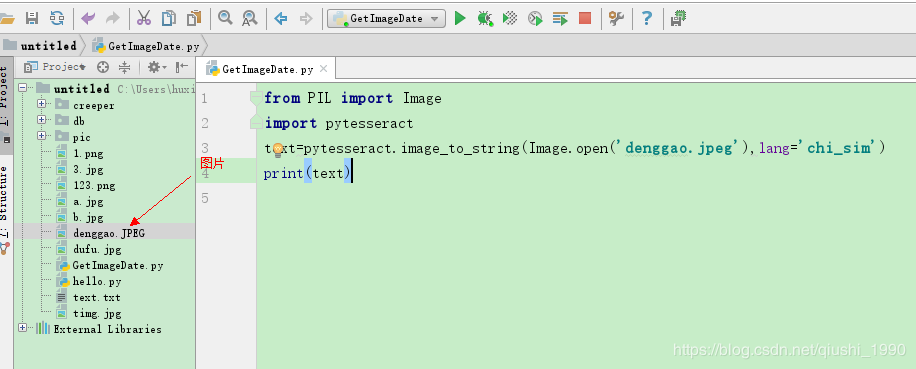 GetImageDate
untitled
GetImageDate.py
Project
GetImageDate.py
1: Project
Z: Structure
untitled C:\Users\huxi
creeper
db
pic
1.png
3.jpg
123.png
a.jpg
b.jpg
denggao.JPEG
dufu.jpg
GetImageDate.py
hello.py
text.txt
timg.jpg
External Libraries
图片
1 from PIL import Image
2 import pytesseract
3 text=pytesseract.image_to_string(Image.open('denggao.jpeg'),lang='chi_sim')
4 print(text)
5
https://blog.csdn.net/qiushi_1990